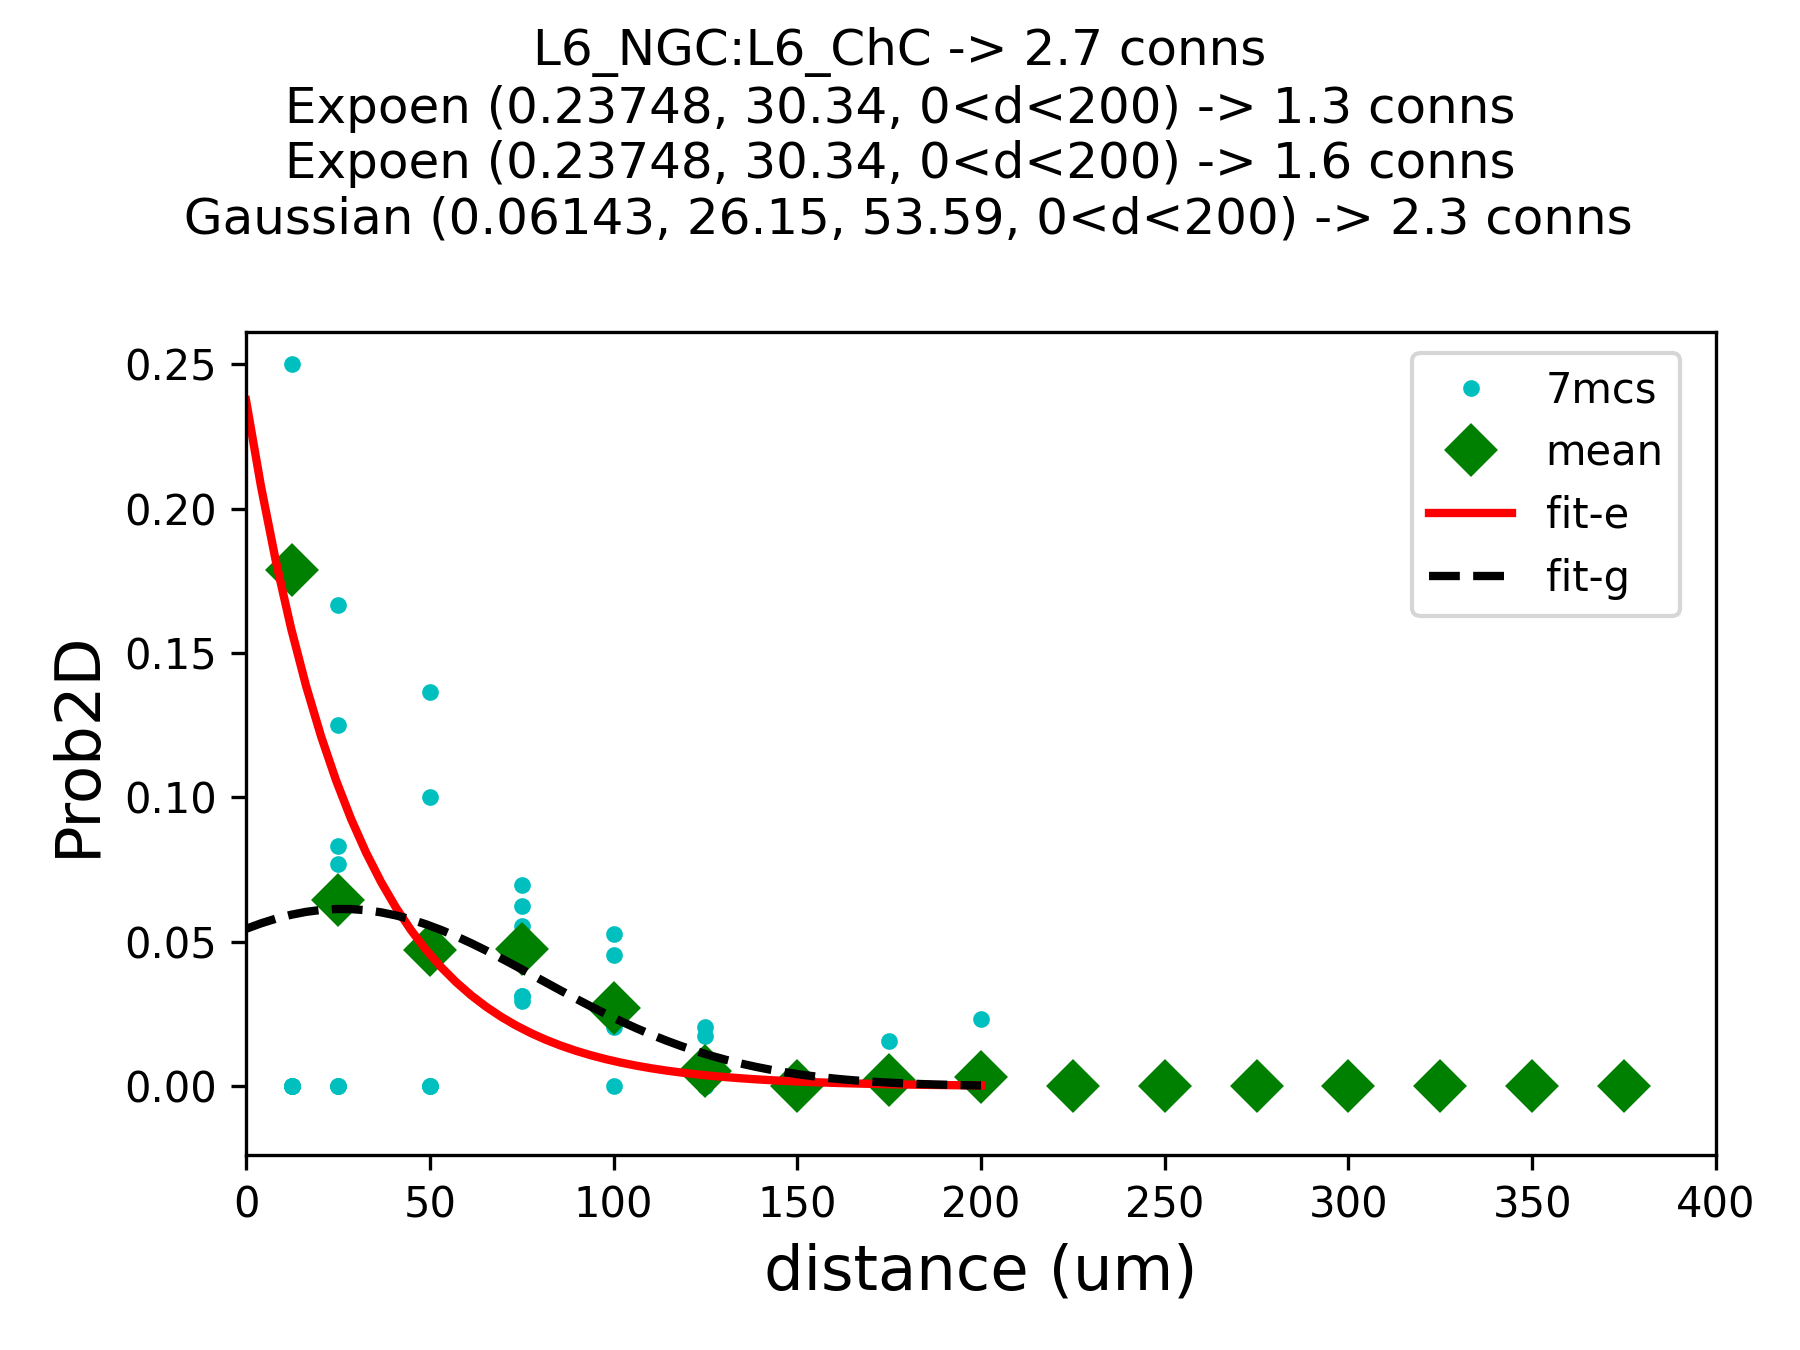 L6_NGC:L6_ChC -> 2.7 conns
Expoen (0.23748, 30.34, 0<d<200) -> 1.3 conns
Expoen (0.23748, 30.34, 0<d<200) -> 1.6 conns
Gaussian (0.06143, 26.15, 53.59, 0<d<200) -> 2.3 conns
0.25
0.20
0.15
0.10
0.05
0.00
Prob2D
7mcs
mean
fit-e
fit-g
0 50 100 150 200 250 300 350 400
distance (um)